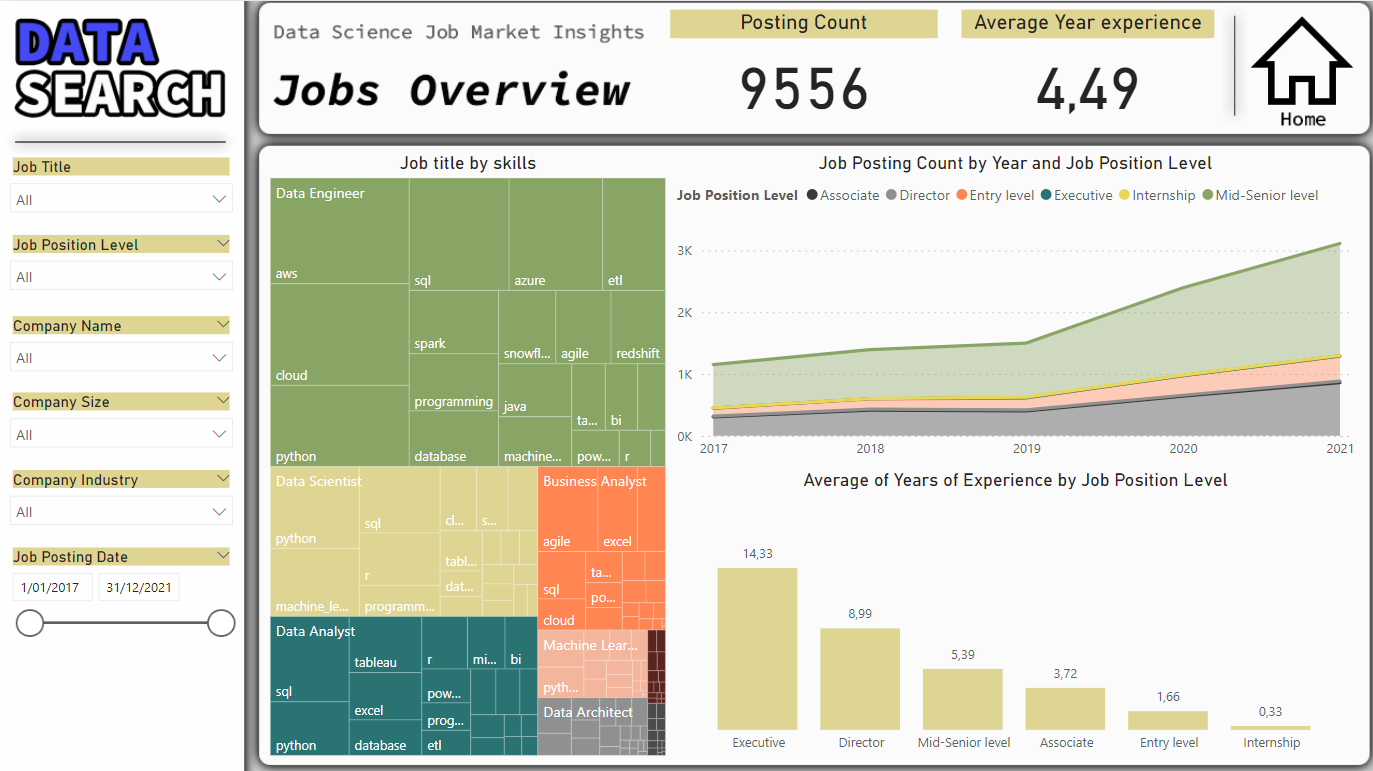 DATA
SEARCH
Job Title
All
Job Position Level
All
Company Name
All
Company Size
All
Company Industry
All
Job Posting Date
1/01/2017 31/12/2021
Data Science Job Market Insights
Jobs Overview
Posting Count
9556
Average Year experience
4,49
Home
Job title by skills
Data Engineer
aws
sql
azure
etl
cloud
spark
snowfl...
agile
redshift
programming
java
ta...
bi
python
database
machine...
pow...
r
Data Scientist
python
sql
cl...
s...
r
tabl...
dat...
machine_le...
programm...
Business Analyst
agile
excel
sql
ta...
po...
cloud
Data Analyst
sql
tableau
r
mi...
bi
excel
pow...
prog...
python
database
etl
Machine Lear...
pyth...
Data Architect
Job Posting Count by Year and Job Position Level
Job Position Level Associate Director Entry level Executive Internship Mid-Senior level
3K
2K
1K
0K
2017 2018 2019 2020 2021
Average of Years of Experience by Job Position Level
14,33
8,99
5,39
3,72
1,66
0,33
Executive Director Mid-Senior level Associate Entry level Internship